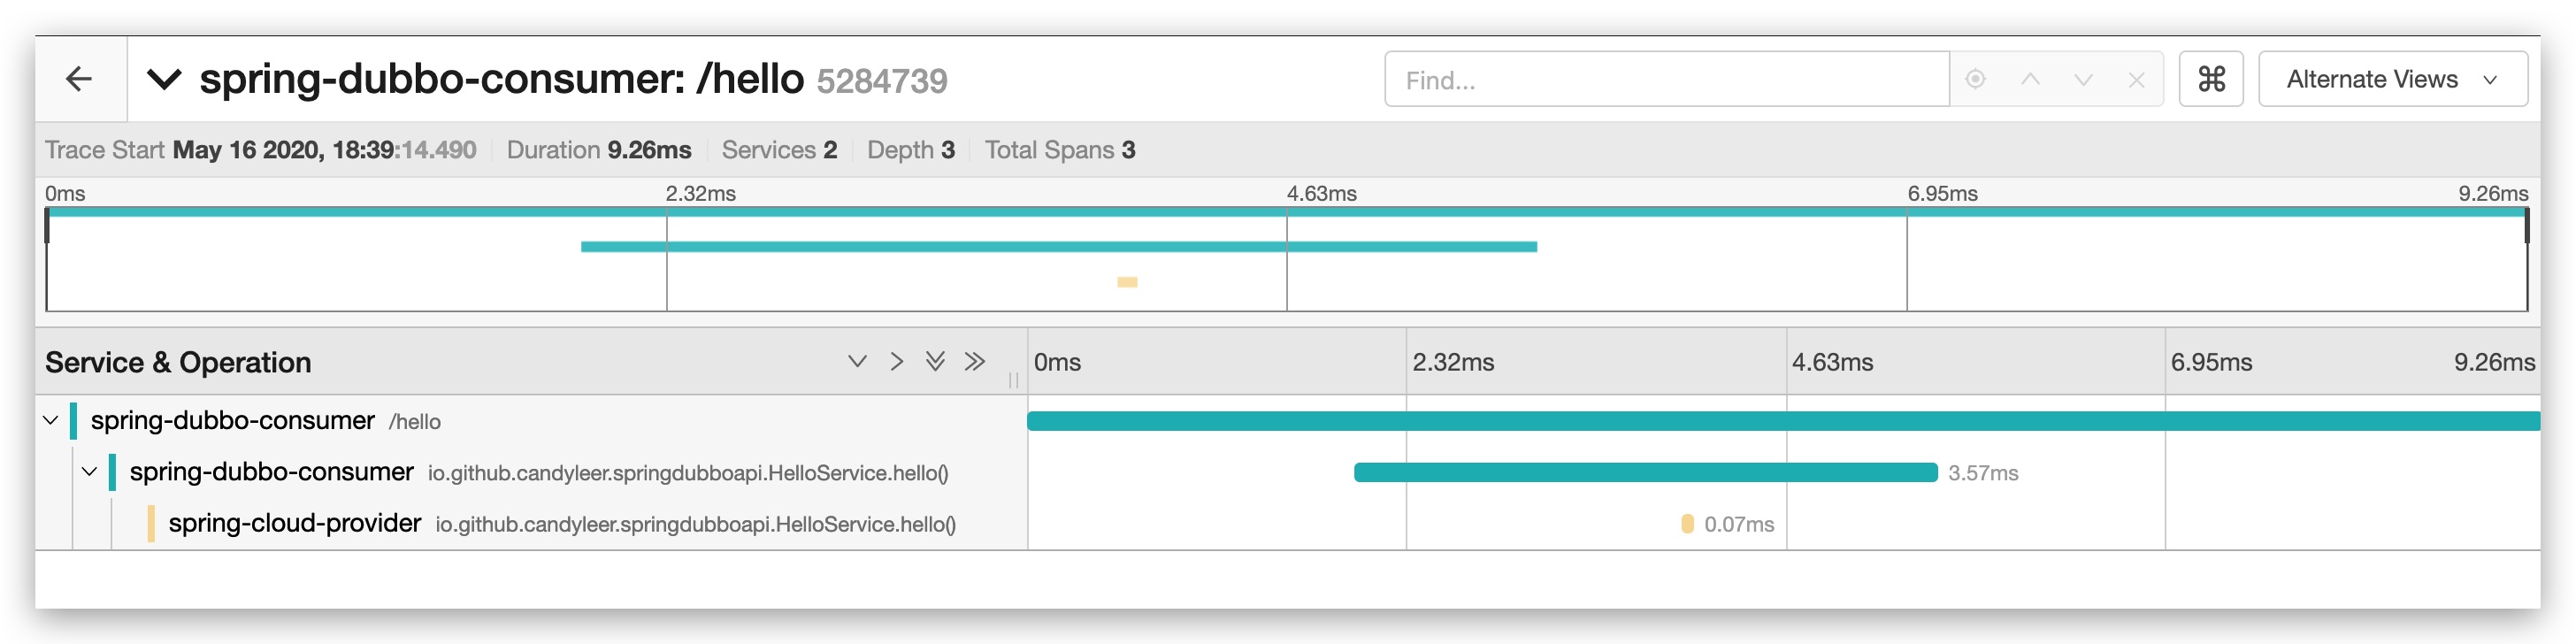 spring-dubbo-consumer: /hello 5284739 Find... ⌘ Alternate Views
Trace Start May 16 2020, 18:39:14.490 Duration 9.26ms Services 2 Depth 3 Total Spans 3
0ms 2.32ms 4.63ms 6.95ms 9.26ms
Service & Operation 0ms 2.32ms 4.63ms 6.95ms 9.26ms
spring-dubbo-consumer /hello
spring-dubbo-consumer io.github.candyleer.springdubboapi.HelloService.hello() 3.57ms
spring-cloud-provider io.github.candyleer.springdubboapi.HelloService.hello() 0.07ms